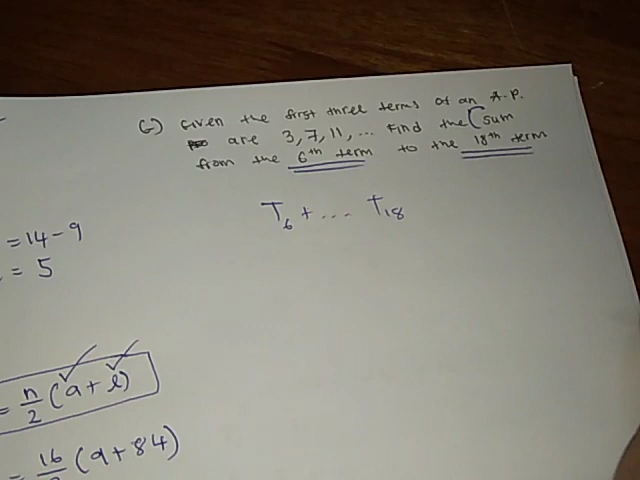 G) Given the first three terms of an A.P.
are 3, 7, 11, ... Find the (sum
from the 6th term to the 18th term
T6 + ... T18
= 14 - 9
= 5
= n/2 (a + l)
= 16/2 (a + 84)